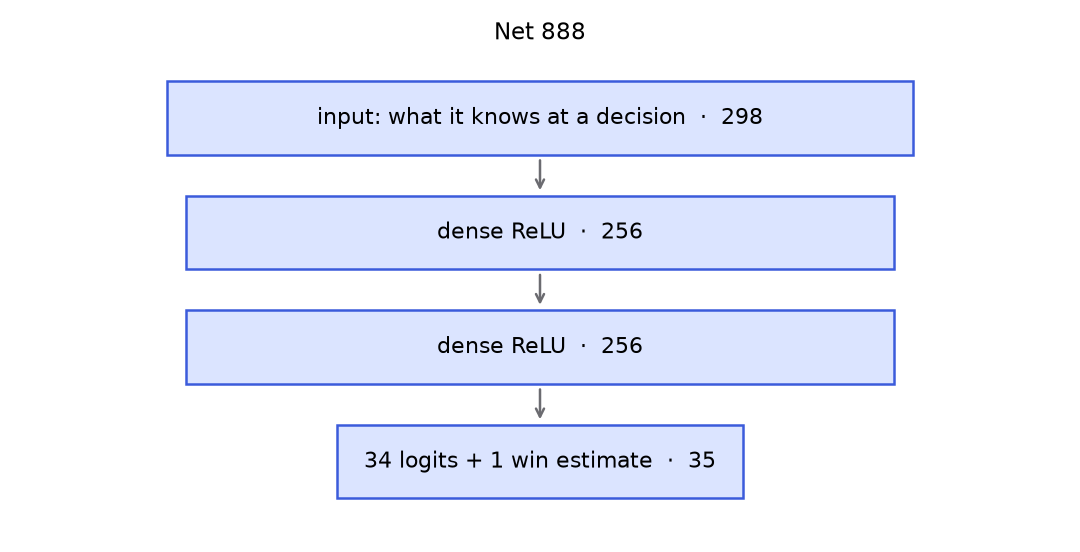 Net 888
input: what it knows at a decision · 298
dense ReLU · 256
dense ReLU · 256
34 logits + 1 win estimate · 35